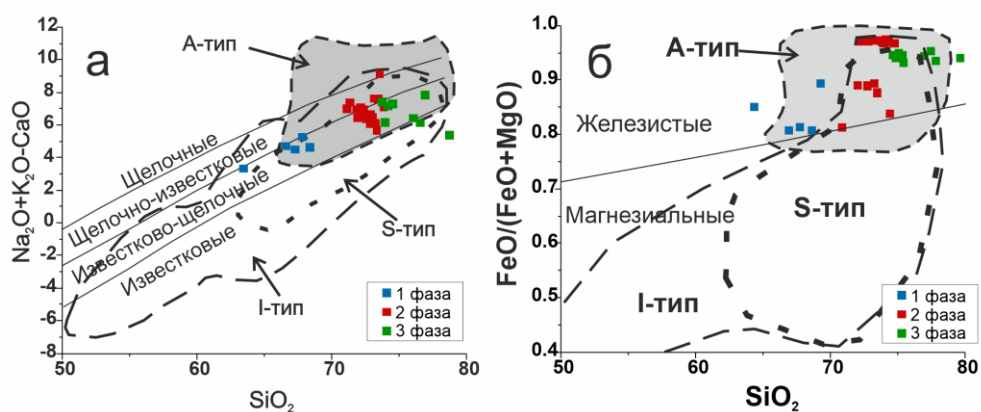 а
А-тип
Na₂O+K₂O-CaO
12
10
8
6
4
2
0
-2
-4
-6
-8
Щелочные
Щелочно-известковые
Известково-щелочные
Известковые
S-тип
I-тип
1 фаза
2 фаза
3 фаза
50
60
70
80
SiO₂
б
А-тип
FeO/(FeO+MgO)
1.0
0.9
0.8
0.7
0.6
0.5
0.4
Железистые
Магнезиальные
S-тип
I-тип
1 фаза
2 фаза
3 фаза
50
60
70
80
SiO₂